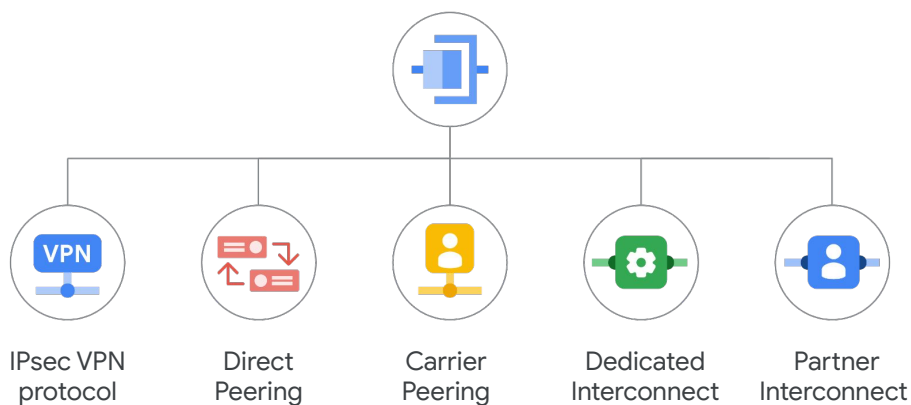 VPN
IPsec VPN
protocol
Direct
Peering
Carrier
Peering
Dedicated
Interconnect
Partner
Interconnect